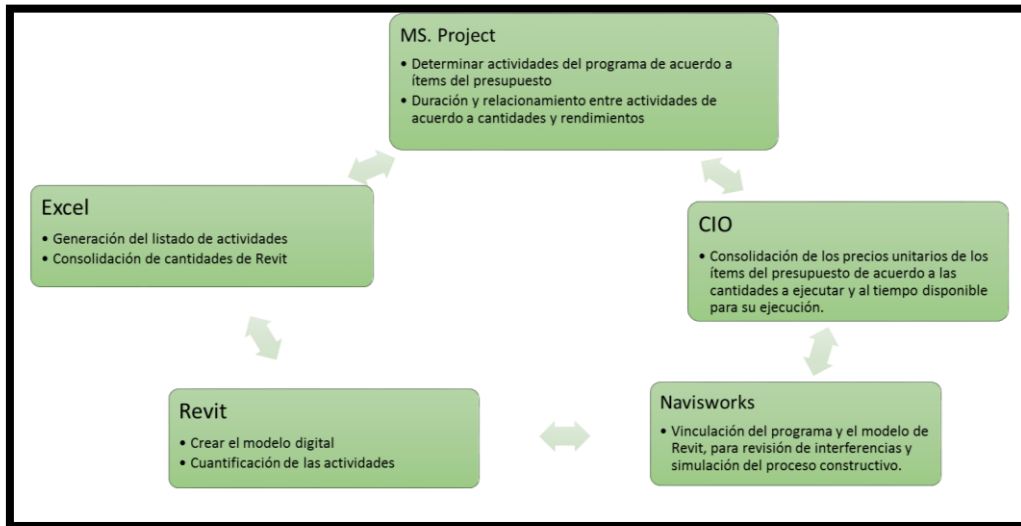 MS. Project
• Determinar actividades del programa de acuerdo a
ítems del presupuesto
• Duración y relacionamiento entre actividades de
acuerdo a cantidades y rendimientos
Excel
• Generación del listado de actividades
• Consolidación de cantidades de Revit
CIO
• Consolidación de los precios unitarios de los
ítems del presupuesto de acuerdo a las
cantidades a ejecutar y al tiempo disponible
para su ejecución.
Revit
• Crear el modelo digital
• Cuantificación de las actividades
Navisworks
• Vinculación del programa y el modelo de
Revit, para revisión de interferencias y
simulación del proceso constructivo.